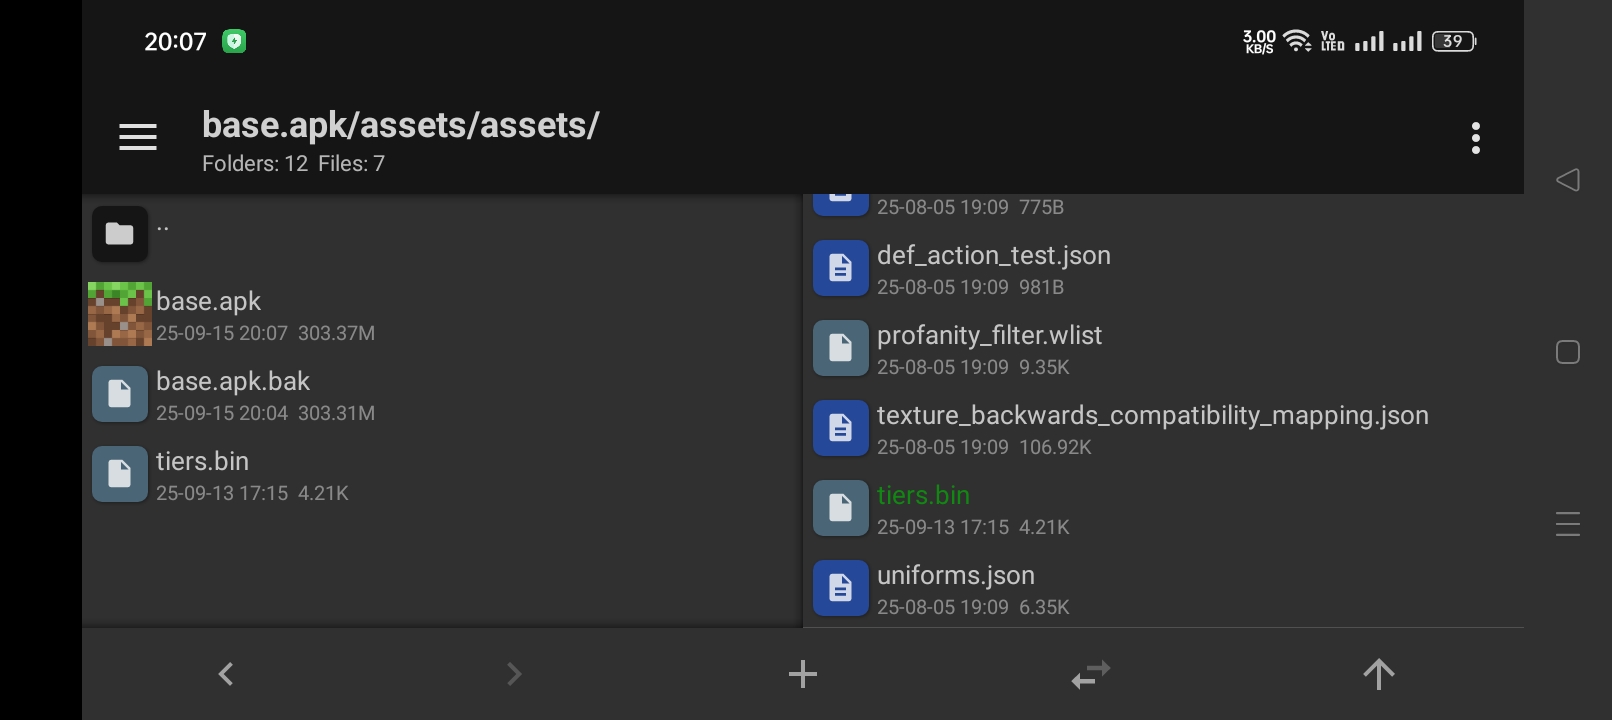 20:07
3.00 KB/S
Vo LTED
39
base.apk/assets/assets/
Folders: 12 Files: 7
..
base.apk
25-09-15 20:07 303.37M
base.apk.bak
25-09-15 20:04 303.31M
tiers.bin
25-09-13 17:15 4.21K
25-08-05 19:09 775B
def_action_test.json
25-08-05 19:09 981B
profanity_filter.wlist
25-08-05 19:09 9.35K
texture_backwards_compatibility_mapping.json
25-08-05 19:09 106.92K
tiers.bin
25-09-13 17:15 4.21K
uniforms.json
25-08-05 19:09 6.35K